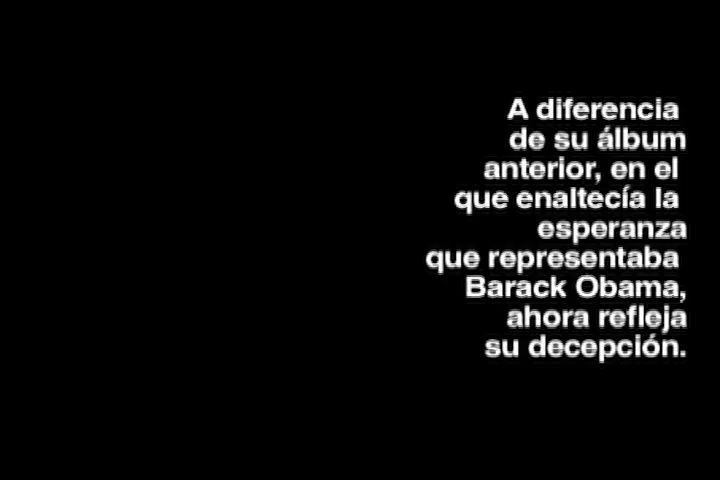 A diferencia
de su álbum
anterior, en el
que enaltecía la
esperanza
que representaba
Barack Obama,
ahora refleja
su decepción.